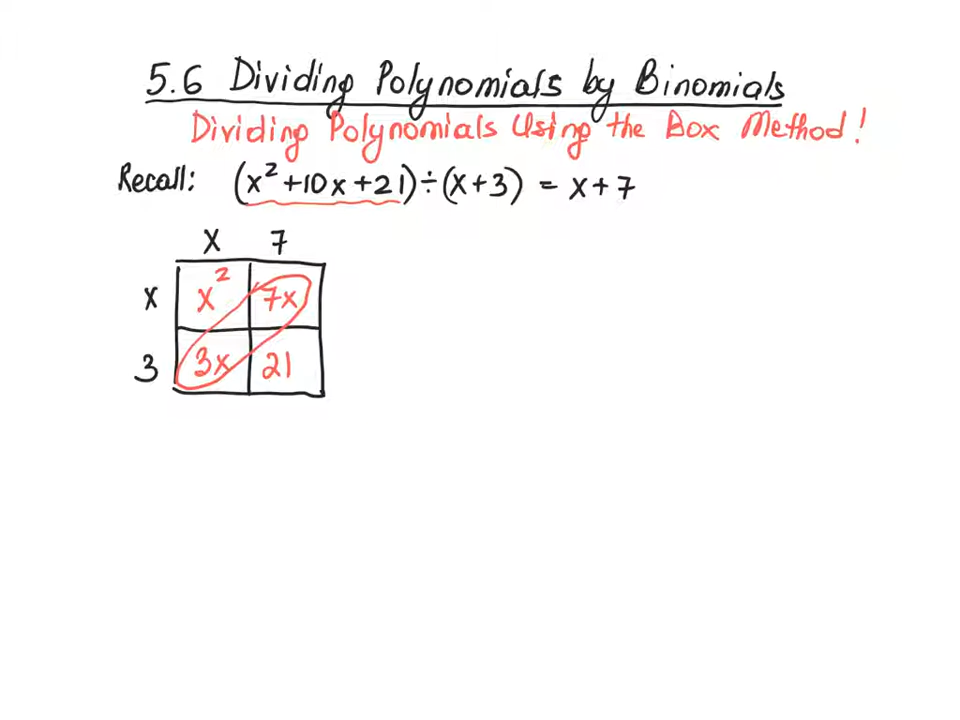 5.6 Dividing Polynomials by Binomials
Dividing Polynomials Using the Box Method!
Recall: (x² +10x +21) ÷ (x+3) = x + 7
x 7
x x² 7x
3 3x 21